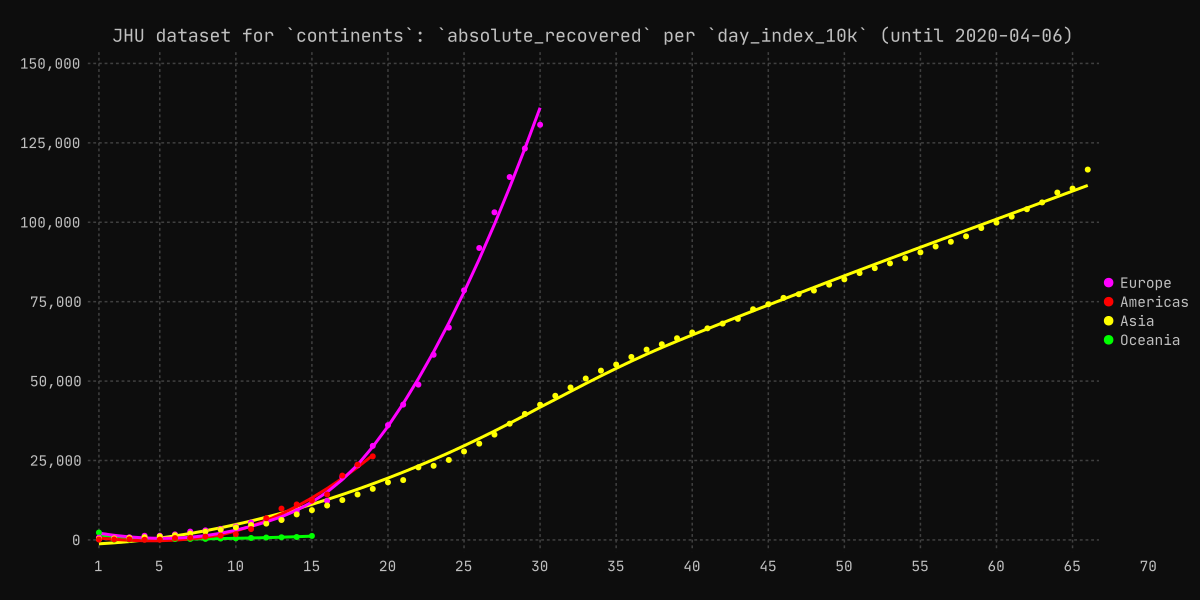 JHU dataset for `continents`: `absolute_recovered` per `day_index_10k` (until 2020-04-06)
150,000
125,000
100,000
75,000
50,000
25,000
0
1 5 10 15 20 25 30 35 40 45 50 55 60 65 70
Europe
Americas
Asia
Oceania